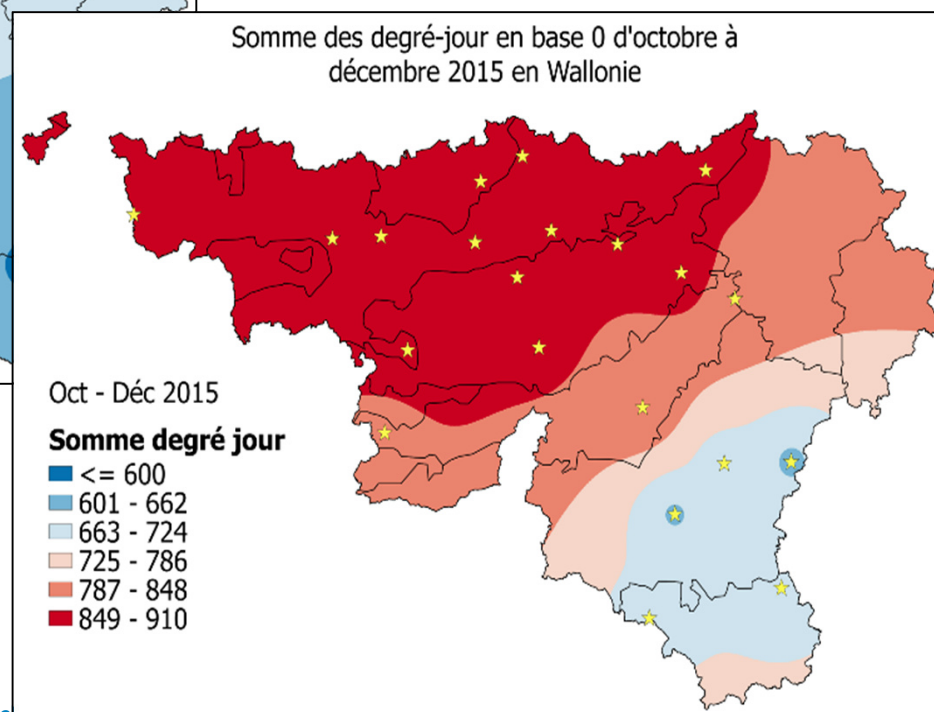 Somme des degré-jour en base 0 d'octobre à
décembre 2015 en Wallonie
Oct - Déc 2015
Somme degré jour
<= 600
601 - 662
663 - 724
725 - 786
787 - 848
849 - 910